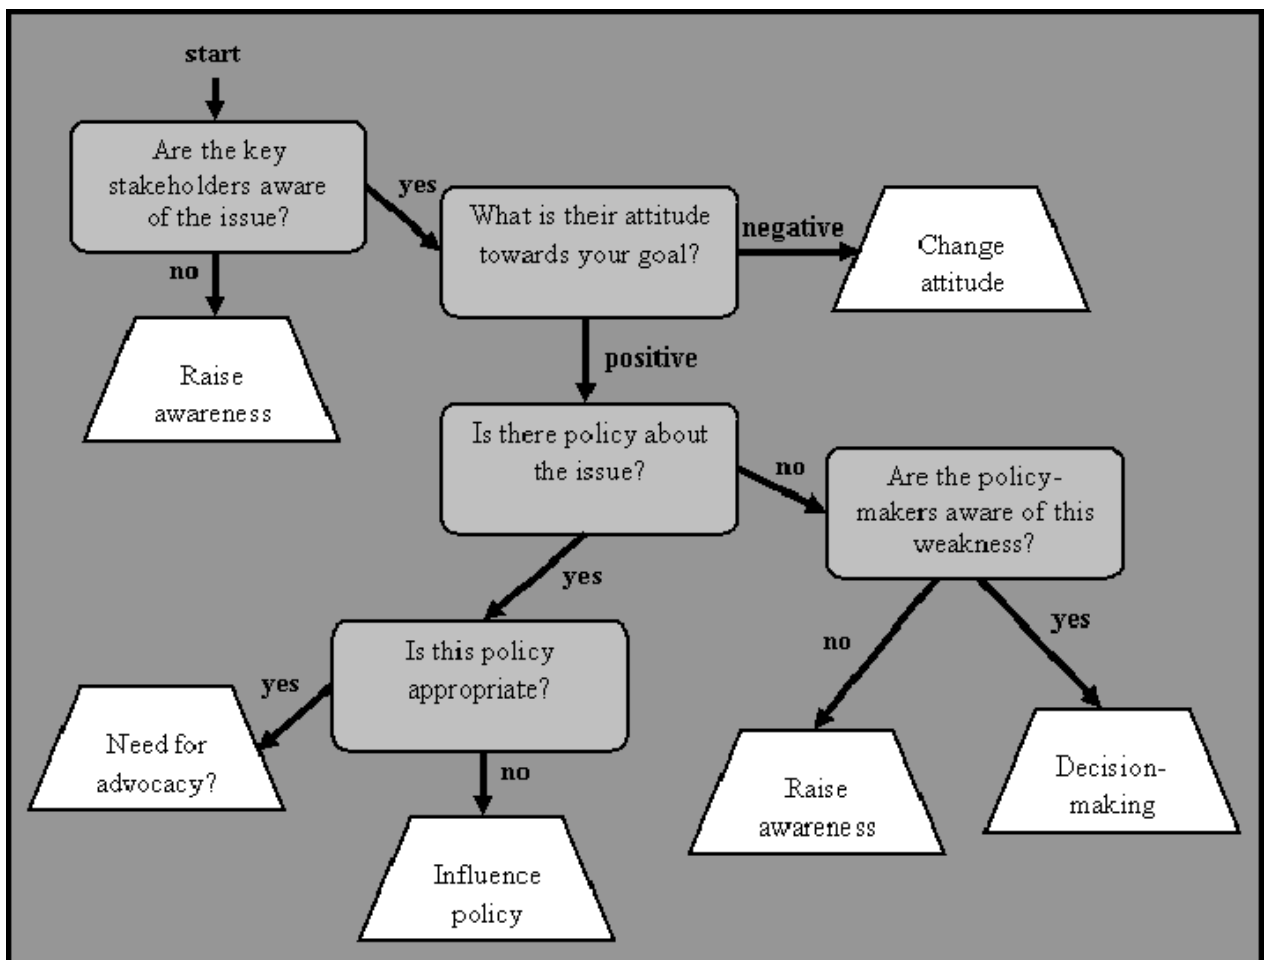 start
Are the key
stakeholders aware
of the issue?
yes
What is their attitude
towards your goal?
negative
Change
attitude
no
Raise
awareness
positive
Is there policy about
the issue?
no
Are the policy-
makers aware of this
weakness?
yes
Is this policy
appropriate?
no
yes
yes
Need for
advocacy?
no
Influence
policy
Raise
awareness
Decision-
making